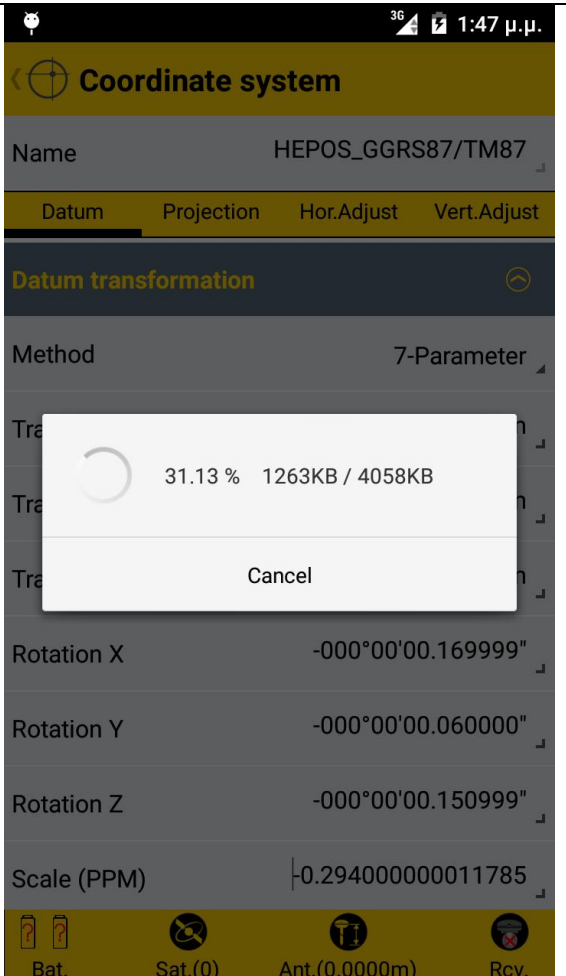 3G 1:47 μ.μ.
Coordinate system
Name HEPOS_GGRS87/TM87
Datum Projection Hor.Adjust Vert.Adjust
Datum transformation
Method 7-Parameter
31.13 % 1263KB / 4058KB
Cancel
Rotation X -000°00'00.169999"
Rotation Y -000°00'00.060000"
Rotation Z -000°00'00.150999"
Scale (PPM) -0.294000000011785
Bat. Sat.(0) Ant.(0.0000m) Rcv.